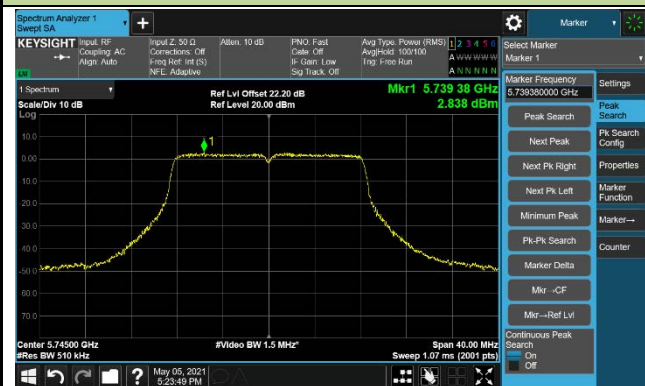 Spectrum Analyzer 1
Swept SA
Marker
KEYSIGHT
Input: RF
Coupling: AC
Align: Auto
Input Z: 50 Ω
Corrections: Off
Freq Ref: Int (S)
NFE: Adaptive
Atten: 10 dB
PNO: Fast
Gate: Off
IF Gain: Low
Sig Track: Off
Avg Type: Power (RMS)
Avg|Hold: 100/100
Trig: Free Run
1 2 3 4 5 6
A W W W W W
A N N N N N
Select Marker
Marker 1
1 Spectrum
Scale/Div 10 dB
Log
Ref Lvl Offset 22.20 dB
Ref Level 20.00 dBm
Mkr1 5.739 38 GHz
2.838 dBm
Marker Frequency
5.739380000 GHz
Peak Search
Next Peak
Next Pk Right
Next Pk Left
Minimum Peak
Pk-Pk Search
Marker Delta
Mkr→CF
Mkr→Ref Lvl
Continuous Peak
Search
On
Off
Settings
Peak
Search
Pk Search
Config
Properties
Marker
Function
Marker→
Counter
10.0
0.00
1
-10.0
-20.0
-30.0
-40.0
-50.0
-60.0
-70.0
Center 5.74500 GHz
#Res BW 510 kHz
#Video BW 1.5 MHz*
Span 40.00 MHz
Sweep 1.07 ms (2001 pts)
May 05, 2021
5:23:49 PM